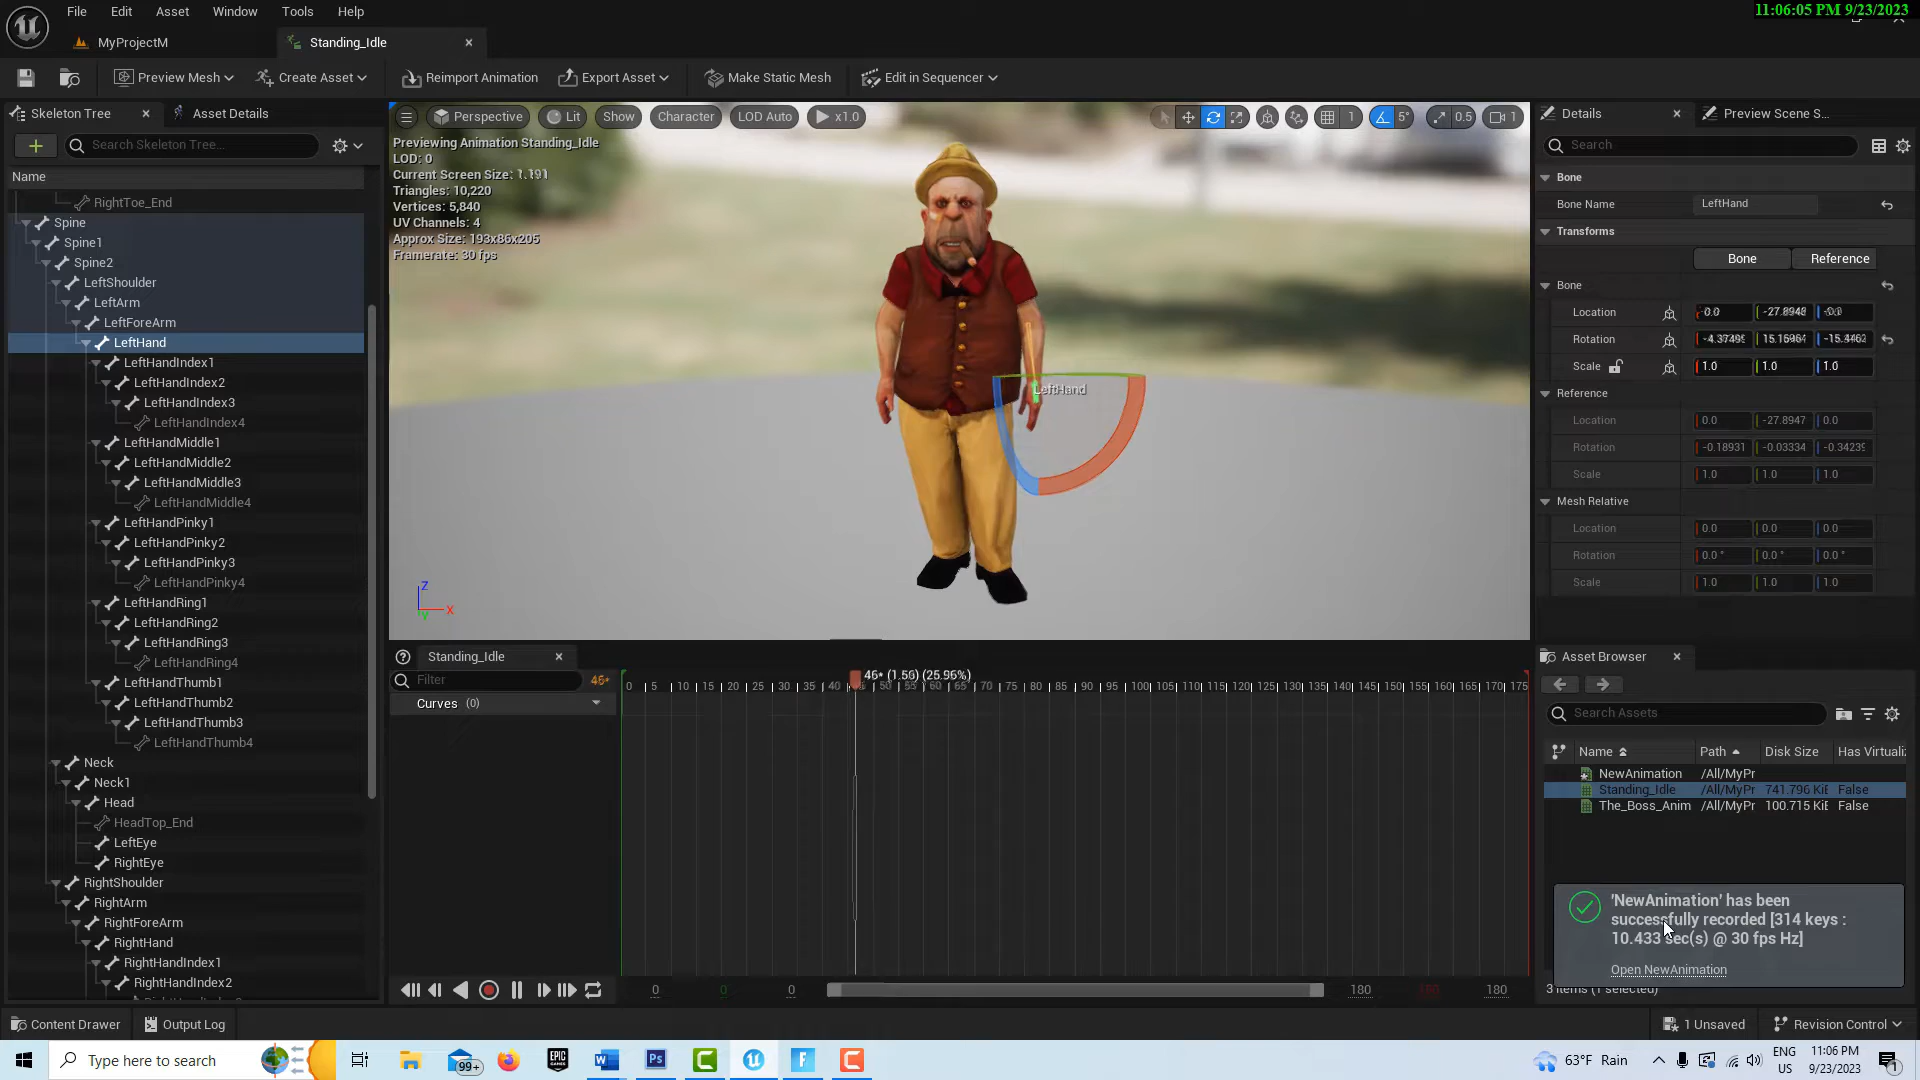 11:06:05 PM 9/23/2023
File Edit Asset Window Tools Help
MyProjectM
Standing_Idle
Preview Mesh
Create Asset
Reimport Animation
Export Asset
Make Static Mesh
Edit in Sequencer
Skeleton Tree
Asset Details
Search Skeleton Tree...
Name
RightToe_End
Spine
Spine1
Spine2
LeftShoulder
LeftArm
LeftForeArm
LeftHand
LeftHandIndex1
LeftHandIndex2
LeftHandIndex3
LeftHandIndex4
LeftHandMiddle1
LeftHandMiddle2
LeftHandMiddle3
LeftHandMiddle4
LeftHandPinky1
LeftHandPinky2
LeftHandPinky3
LeftHandPinky4
LeftHandRing1
LeftHandRing2
LeftHandRing3
LeftHandRing4
LeftHandThumb1
LeftHandThumb2
LeftHandThumb3
LeftHandThumb4
Neck
Neck1
Head
HeadTop_End
LeftEye
RightEye
RightShoulder
RightArm
RightForeArm
RightHand
RightHandIndex1
RightHandIndex2
Perspective Lit Show Character LOD Auto x1.0
1 5° 0.5 1
Previewing Animation Standing_Idle
LOD: 0
Current Screen Size: 1.191
Triangles: 10,220
Vertices: 5,840
UV Channels: 4
Approx Size: 193x86x205
Framerate: 30 fps
LeftHand
Z
X
Y
Standing_Idle
Filter
46*
Curves (0)
46* (1.56) (25.96%)
0 5 10 15 20 25 30 35 40 50 55 60 65 70 75 80 85 90 95 100 105 110 115 120 125 130 135 140 145 150 155 160 165 170 175
0 0 0 180 180 180
Details
Preview Scene S...
Search
Bone
Bone Name LeftHand
Transforms
Bone Reference
Bone
Location -0.0 -27.8948 -0.0
Rotation
Scale 1.0 1.0 1.0
Reference
Location 0.0 -27.8947 0.0
Rotation -0.18931 -0.03334 -0.34239
Scale 1.0 1.0 1.0
Mesh Relative
Location 0.0 0.0 0.0
Rotation 0.0 ° 0.0 ° 0.0 °
Scale 1.0 1.0 1.0
Asset Browser
Search Assets
Name Path Disk Size Has Virtualiz
NewAnimation /All/MyPr
Standing_Idle /All/MyPr 741.796 KiE False
The_Boss_Anim /All/MyPr 100.715 KiE False
'NewAnimation' has been
successfully recorded [314 keys :
10.433 sec(s) @ 30 fps Hz]
Open NewAnimation
3 items (1 selected)
Content Drawer
Output Log
1 Unsaved
Revision Control
Type here to search
99+
63°F Rain
ENG
US
11:06 PM
9/23/2023
1